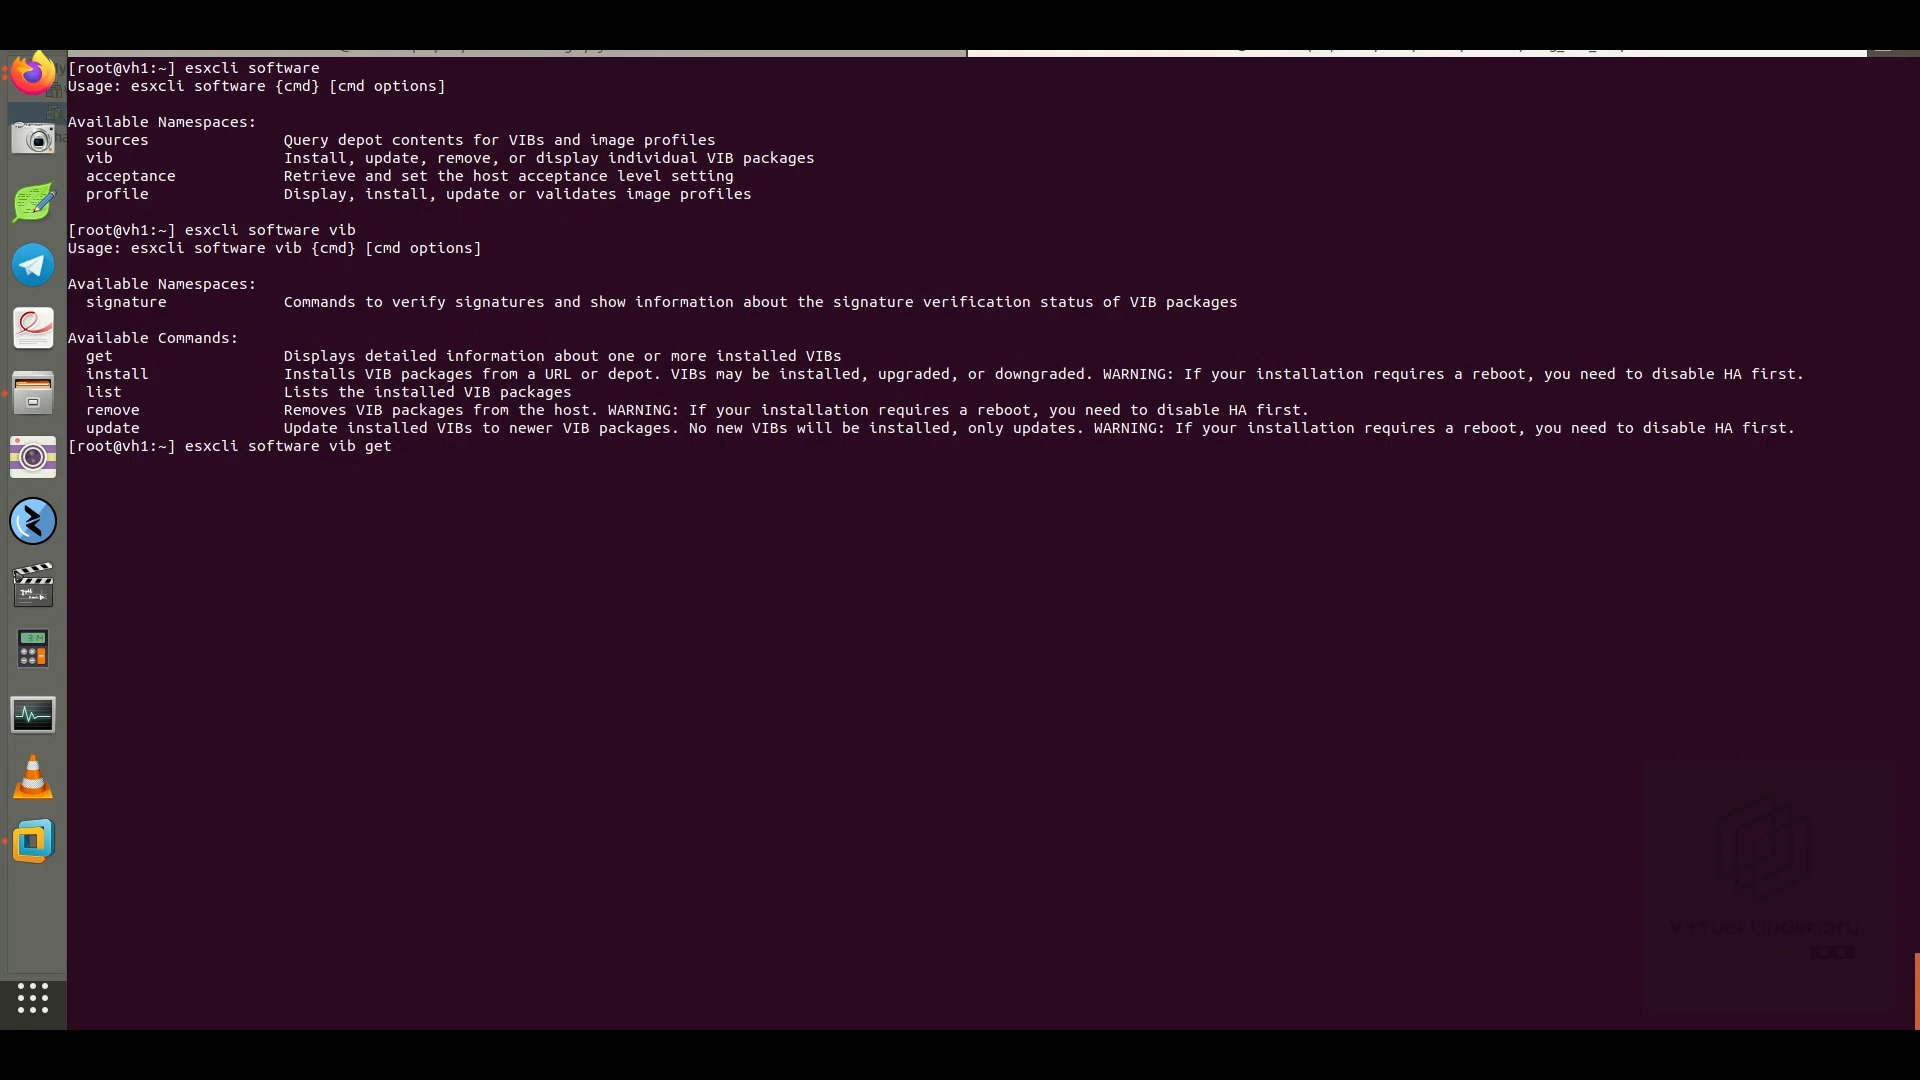 [root@vh1:~] esxcli software
Usage: esxcli software {cmd} [cmd options]
Available Namespaces:
  sources               Query depot contents for VIBs and image profiles
  vib                   Install, update, remove, or display individual VIB packages
  acceptance            Retrieve and set the host acceptance level setting
  profile               Display, install, update or validates image profiles
[root@vh1:~] esxcli software vib
Usage: esxcli software vib {cmd} [cmd options]
Available Namespaces:
  signature             Commands to verify signatures and show information about the signature verification status of VIB packages
Available Commands:
  get                   Displays detailed information about one or more installed VIBs
  install               Installs VIB packages from a URL or depot. VIBs may be installed, upgraded, or downgraded. WARNING: If your installation requires a reboot, you need to disable HA first.
  list                  Lists the installed VIB packages
  remove                Removes VIB packages from the host. WARNING: If your installation requires a reboot, you need to disable HA first.
  update                Update installed VIBs to newer VIB packages. No new VIBs will be installed, only updates. WARNING: If your installation requires a reboot, you need to disable HA first.
[root@vh1:~] esxcli software vib get